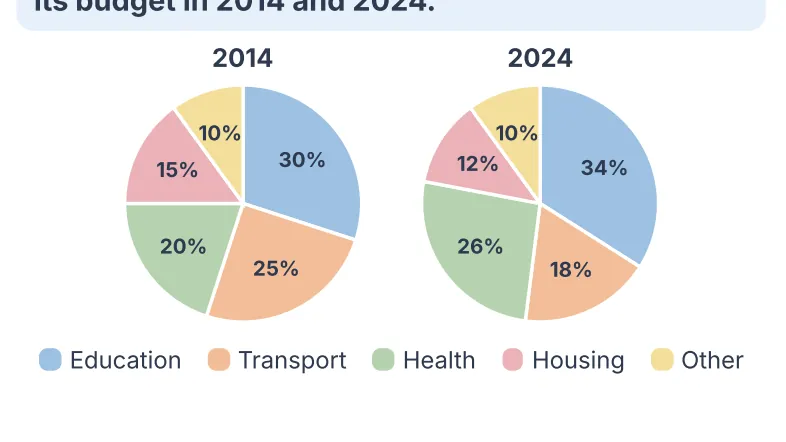 its budget in 2014 and 2024.
2014 2024
10% 30% 15% 20% 25%
10% 34% 12% 26% 18%
Education Transport Health Housing Other